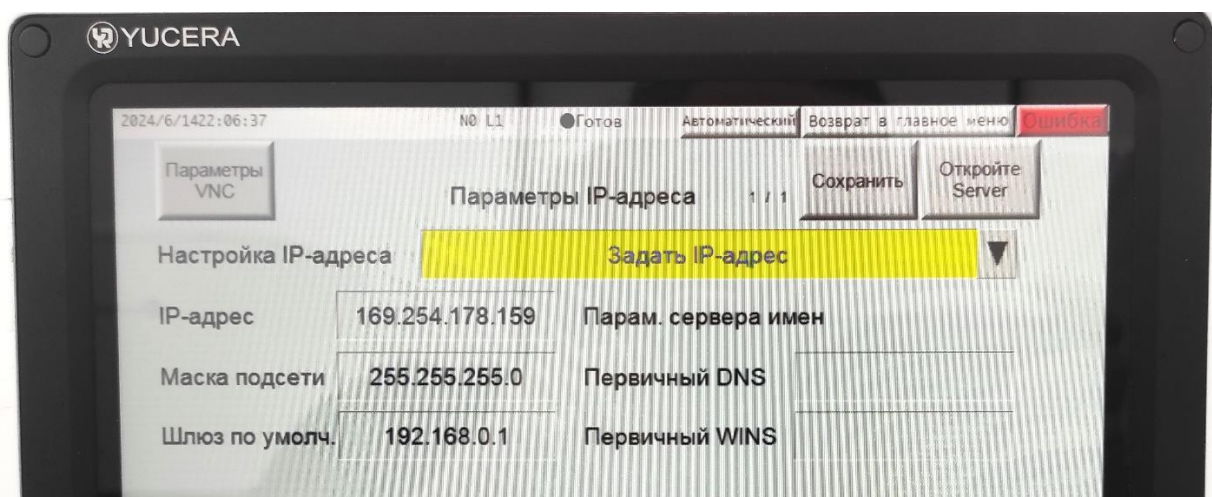 YUCERA
2024/6/1422:06:37 N0 L1 Готов Автоматический Возврат в главное меню Ошибка
Параметры VNC
Параметры IP-адреса 1 / 1
Сохранить
Откройте Server
Настройка IP-адреса Задать IP-адрес
IP-адрес 169.254.178.159 Парам. сервера имен
Маска подсети 255.255.255.0 Первичный DNS
Шлюз по умолч. 192.168.0.1 Первичный WINS